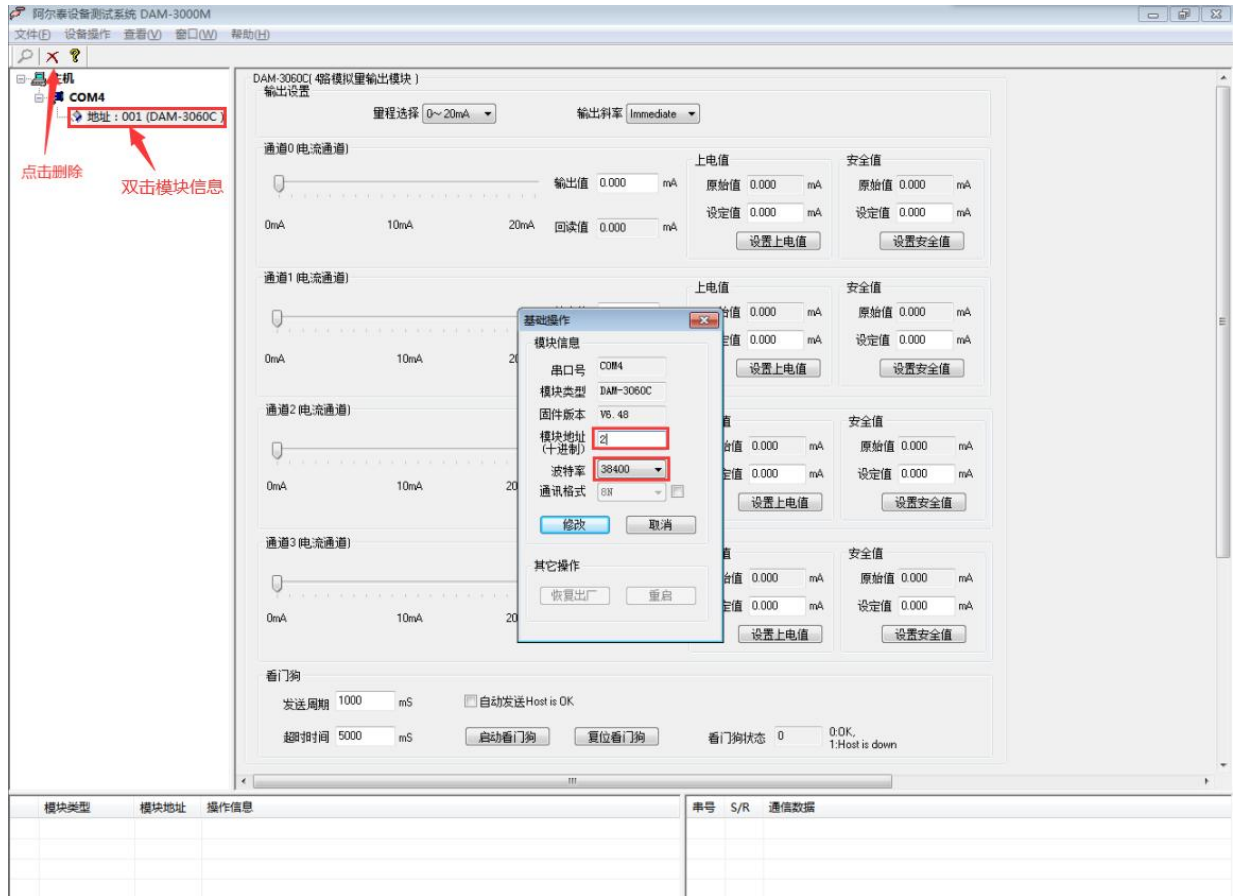 阿尔泰设备测试系统 DAM-3000M
文件(F) 设备操作 查看(V) 窗口(W) 帮助(H)
主机
COM4
地址：001 (DAM-3060C )
点击删除
双击模块信息
DAM-3060C( 4路模拟量输出模块 )
输出设置
量程选择 0~20mA 输出斜率 Immediate
通道0(电流通道)
输出值 0.000 mA
0mA 10mA 20mA 回读值 0.000 mA
上电值
原始值 0.000 mA
设定值 0.000 mA
设置上电值
安全值
原始值 0.000 mA
设定值 0.000 mA
设置安全值
通道1(电流通道)
0mA 10mA
上电值
0.000 mA
0.000 mA
设置上电值
安全值
原始值 0.000 mA
设定值 0.000 mA
设置安全值
通道2(电流通道)
0mA 10mA 20
0.000 mA
0.000 mA
设置上电值
安全值
原始值 0.000 mA
设定值 0.000 mA
设置安全值
通道3(电流通道)
0mA 10mA 20
0.000 mA
0.000 mA
设置上电值
安全值
原始值 0.000 mA
设定值 0.000 mA
设置安全值
基础操作
模块信息
串口号 COM4
模块类型 DAM-3060C
固件版本 V6.48
模块地址 2
(十进制)
波特率 38400
通讯格式 8N
修改 取消
其它操作
恢复出厂 重启
看门狗
发送周期 1000 mS 自动发送Host is OK
超时时间 5000 mS 启动看门狗 复位看门狗 看门狗状态 0 0:OK,
1:Host is down
模块类型 模块地址 操作信息
串号 S/R 通信数据